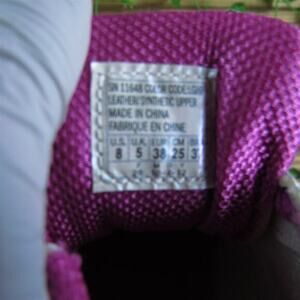 SN 11648 COLOR CODE:
LEATHER/SYNTHETIC UPPER
MADE IN CHINA
FABRIQUE EN CHINE
U.S. U.K. EUR CM
8 5 38 25